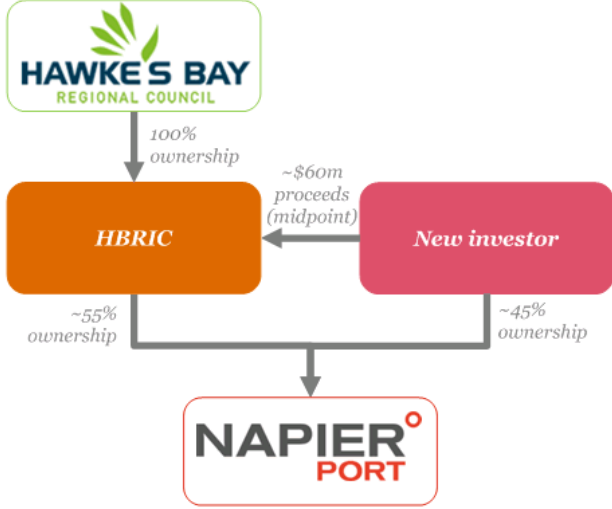 HAWKE'S BAY
REGIONAL COUNCIL
100%
ownership
~$60m
proceeds
(midpoint)
HBRIC
New investor
~55%
ownership
~45%
ownership
NAPIER
PORT